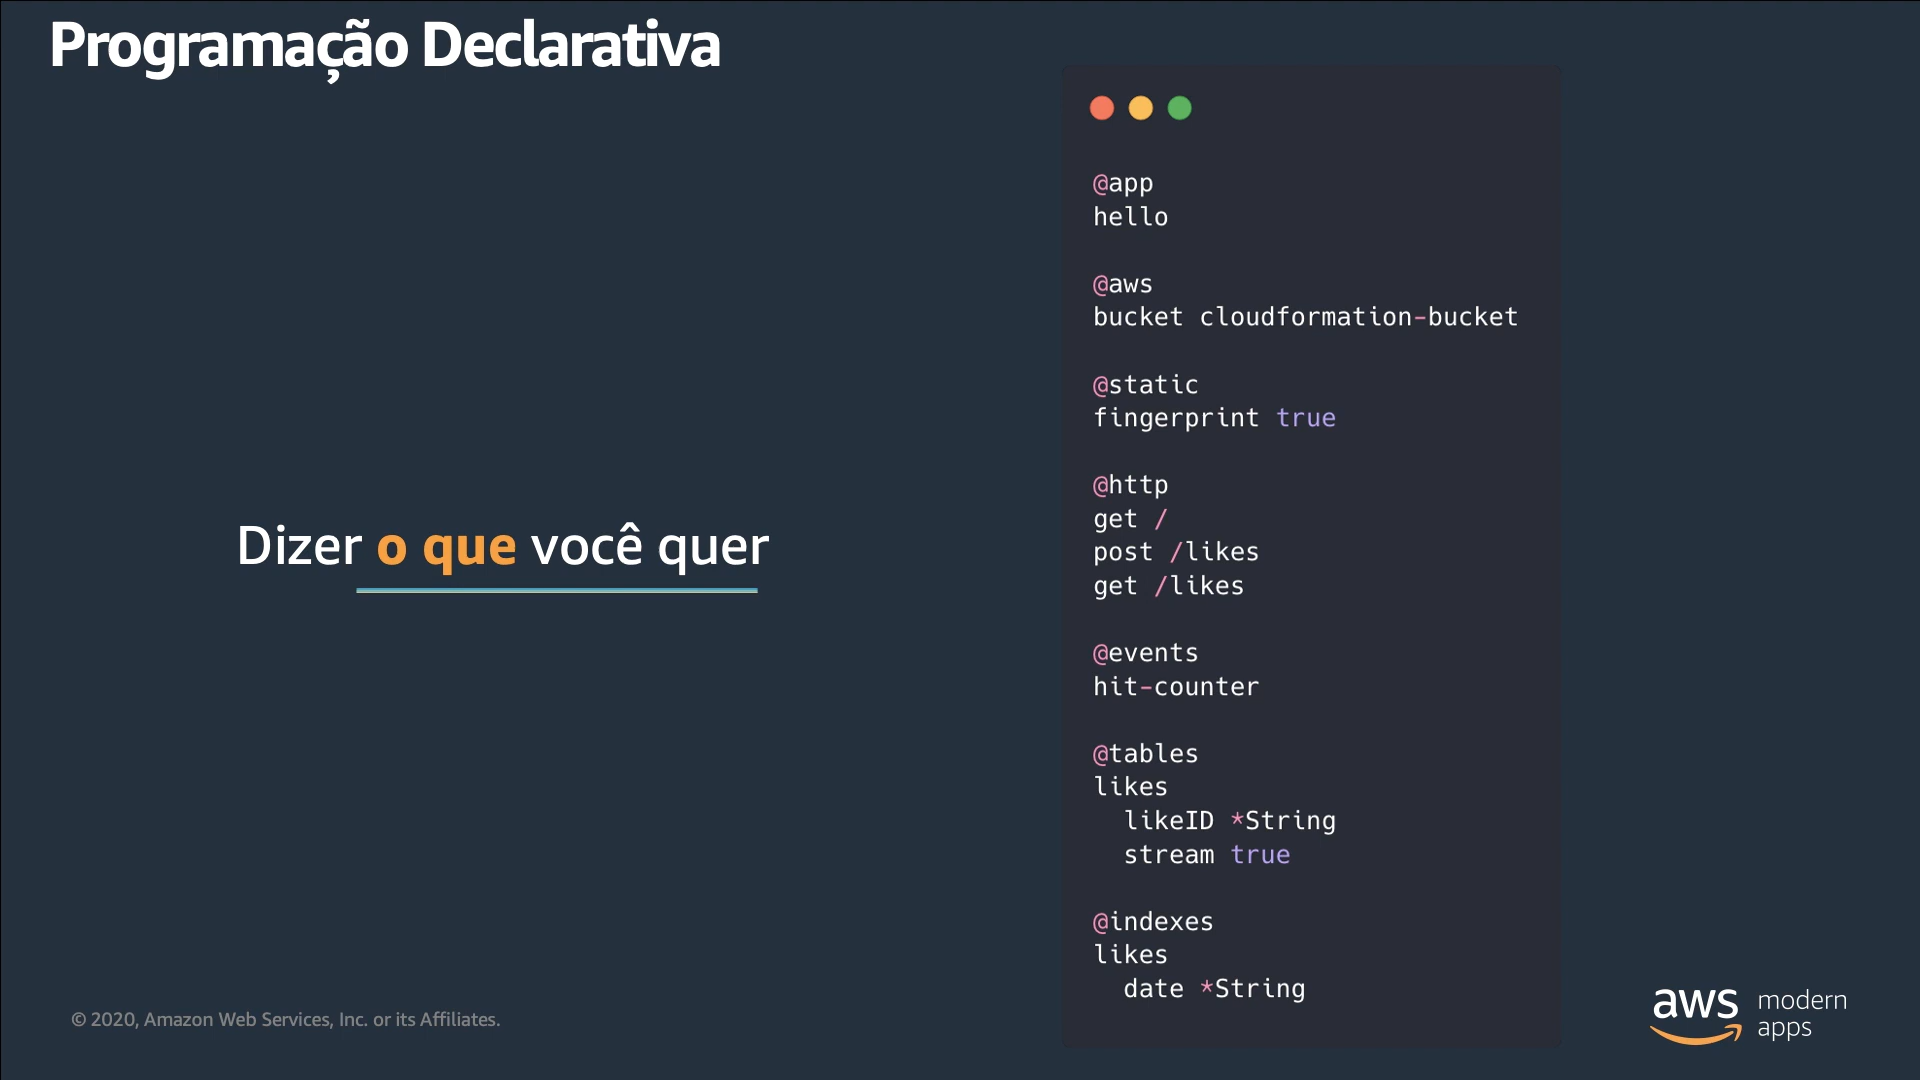 Programação Declarativa
Dizer o que você quer
@app
hello
@aws
bucket cloudformation-bucket
@static
fingerprint true
@http
get /
post /likes
get /likes
@events
hit-counter
@tables
likes
  likeID *String
  stream true
@indexes
likes
  date *String
© 2020, Amazon Web Services, Inc. or its Affiliates.
aws modern
apps